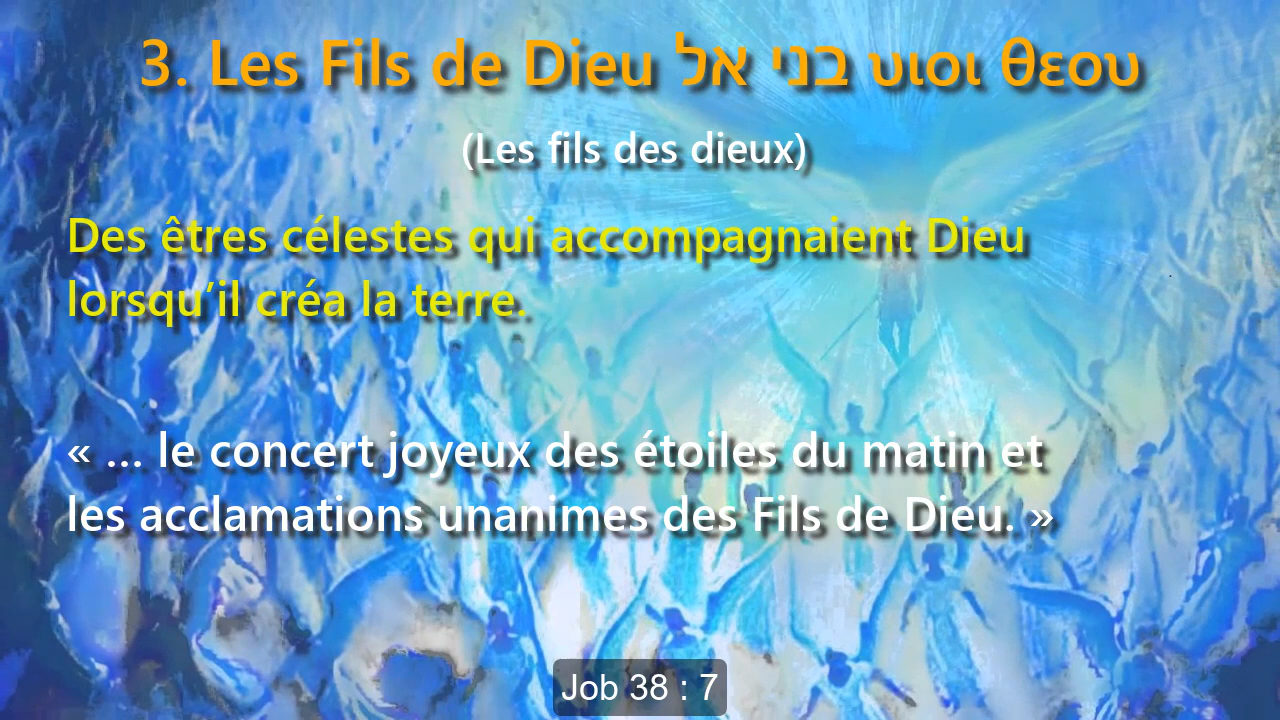 3. Les Fils de Dieu בני אל υιοι θεου
(Les fils des dieux)
Des êtres célestes qui accompagnaient Dieu
lorsqu’il créa la terre.
« … le concert joyeux des étoiles du matin et
les acclamations unanimes des Fils de Dieu. »
Job 38 : 7